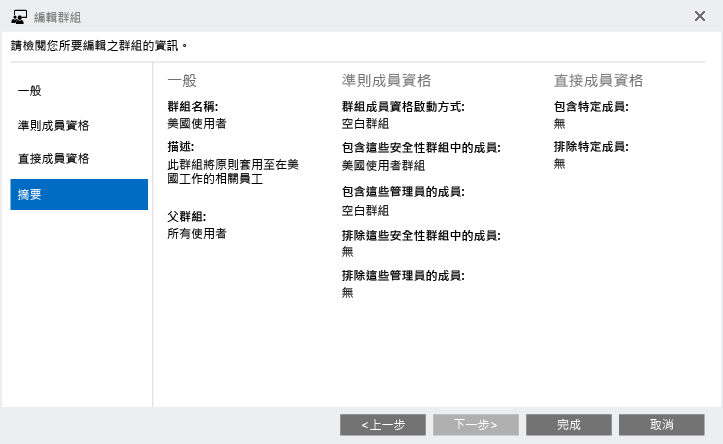 編輯群組
請檢閱您所要編輯之群組的資訊。
一般
準則成員資格
直接成員資格
摘要
一般
群組名稱:
美國使用者
描述:
此群組將原則套用至在美
國工作的相關員工
父群組:
所有使用者
準則成員資格
群組成員資格啟動方式:
空白群組
包含這些安全性群組中的成員:
美國使用者群組
包含這些管理員的成員:
空白群組
排除這些安全性群組中的成員:
無
排除這些管理員的成員:
無
直接成員資格
包含特定成員:
無
排除特定成員:
無
<上一步
下一步>
完成
取消